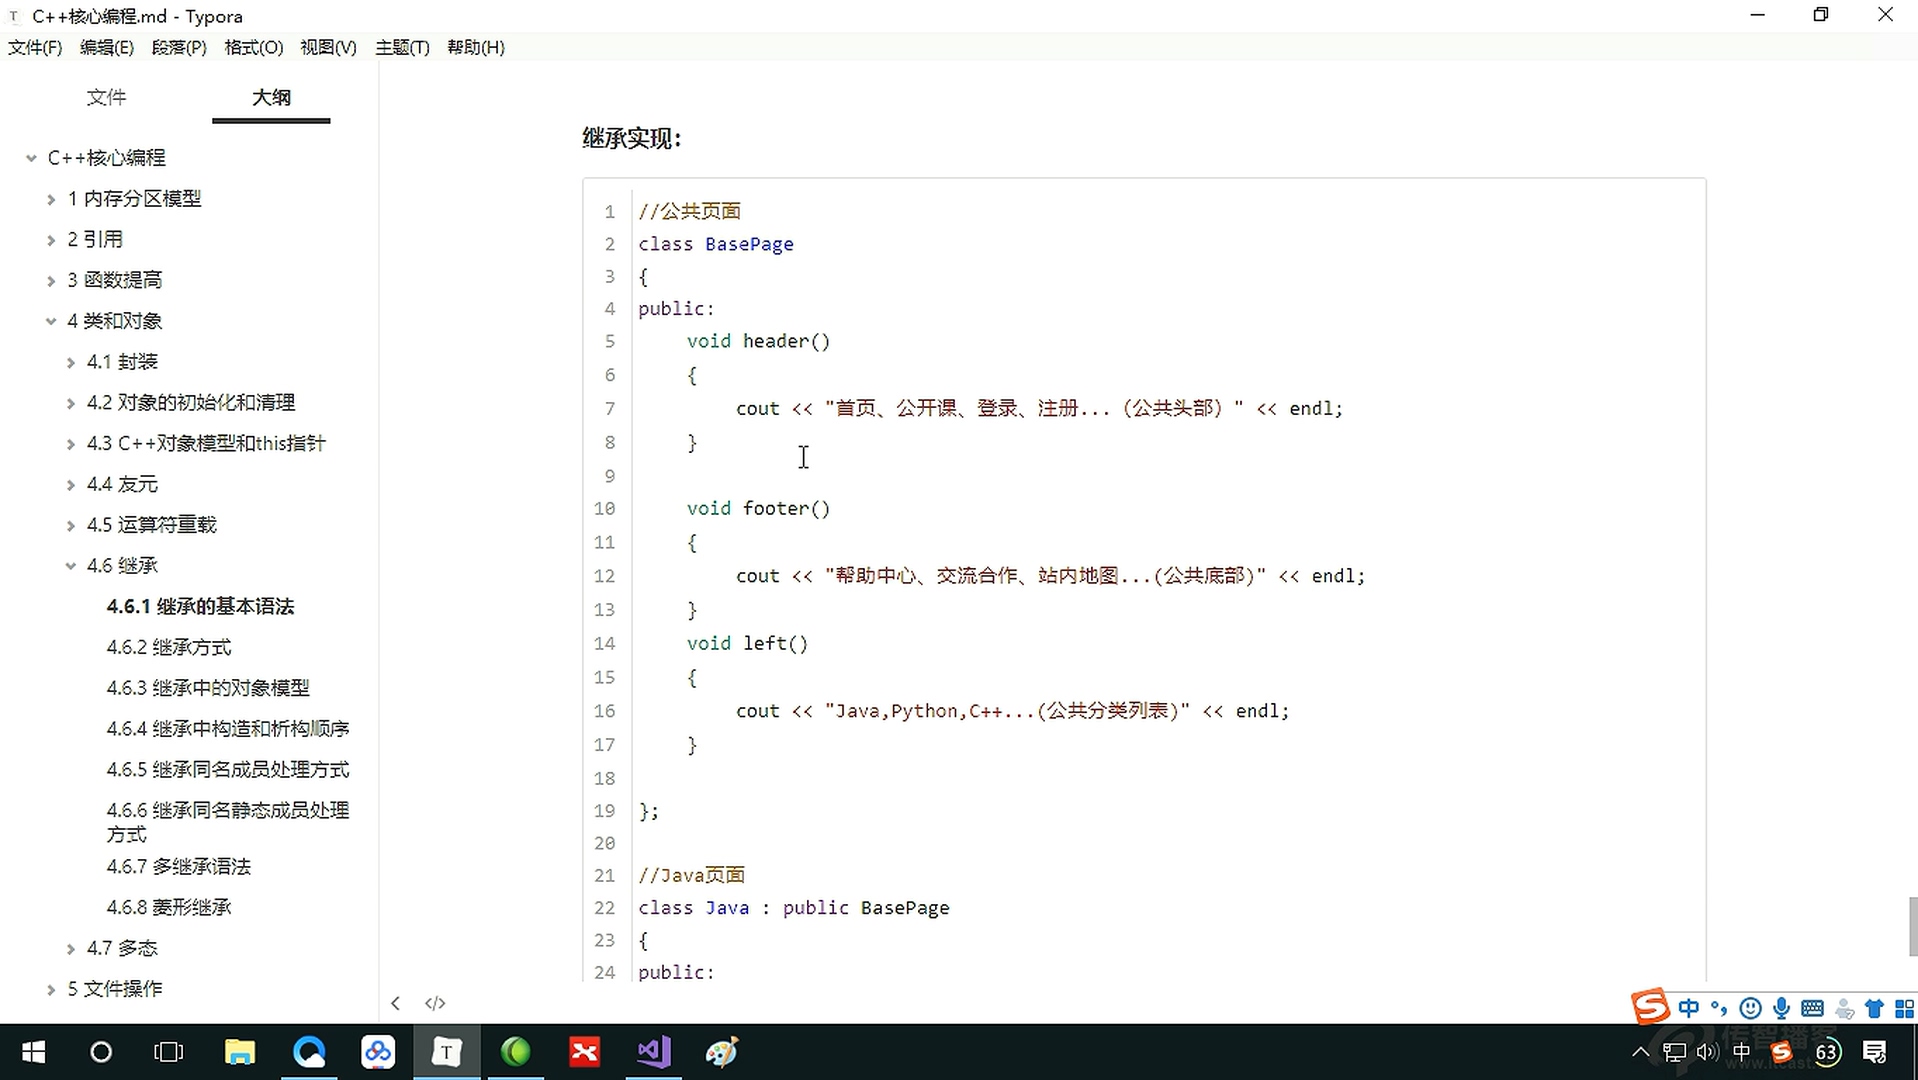 C++核心编程.md - Typora
文件(F) 编辑(E) 段落(P) 格式(O) 视图(V) 主题(T) 帮助(H)
文件 大纲
C++核心编程
1 内存分区模型
2 引用
3 函数提高
4 类和对象
4.1 封装
4.2 对象的初始化和清理
4.3 C++对象模型和this指针
4.4 友元
4.5 运算符重载
4.6 继承
4.6.1 继承的基本语法
4.6.2 继承方式
4.6.3 继承中的对象模型
4.6.4 继承中构造和析构顺序
4.6.5 继承同名成员处理方式
4.6.6 继承同名静态成员处理
方式
4.6.7 多继承语法
4.6.8 菱形继承
4.7 多态
5 文件操作
继承实现:
1 //公共页面
2 class BasePage
3 {
4 public:
5 void header()
6 {
7 cout << "首页、公开课、登录、注册...（公共头部）" << endl;
8 }
9
10 void footer()
11 {
12 cout << "帮助中心、交流合作、站内地图...(公共底部)" << endl;
13 }
14 void left()
15 {
16 cout << "Java,Python,C++...(公共分类列表)" << endl;
17 }
18
19 };
20
21 //Java页面
22 class Java : public BasePage
23 {
24 public:
中
中 63
传智播客